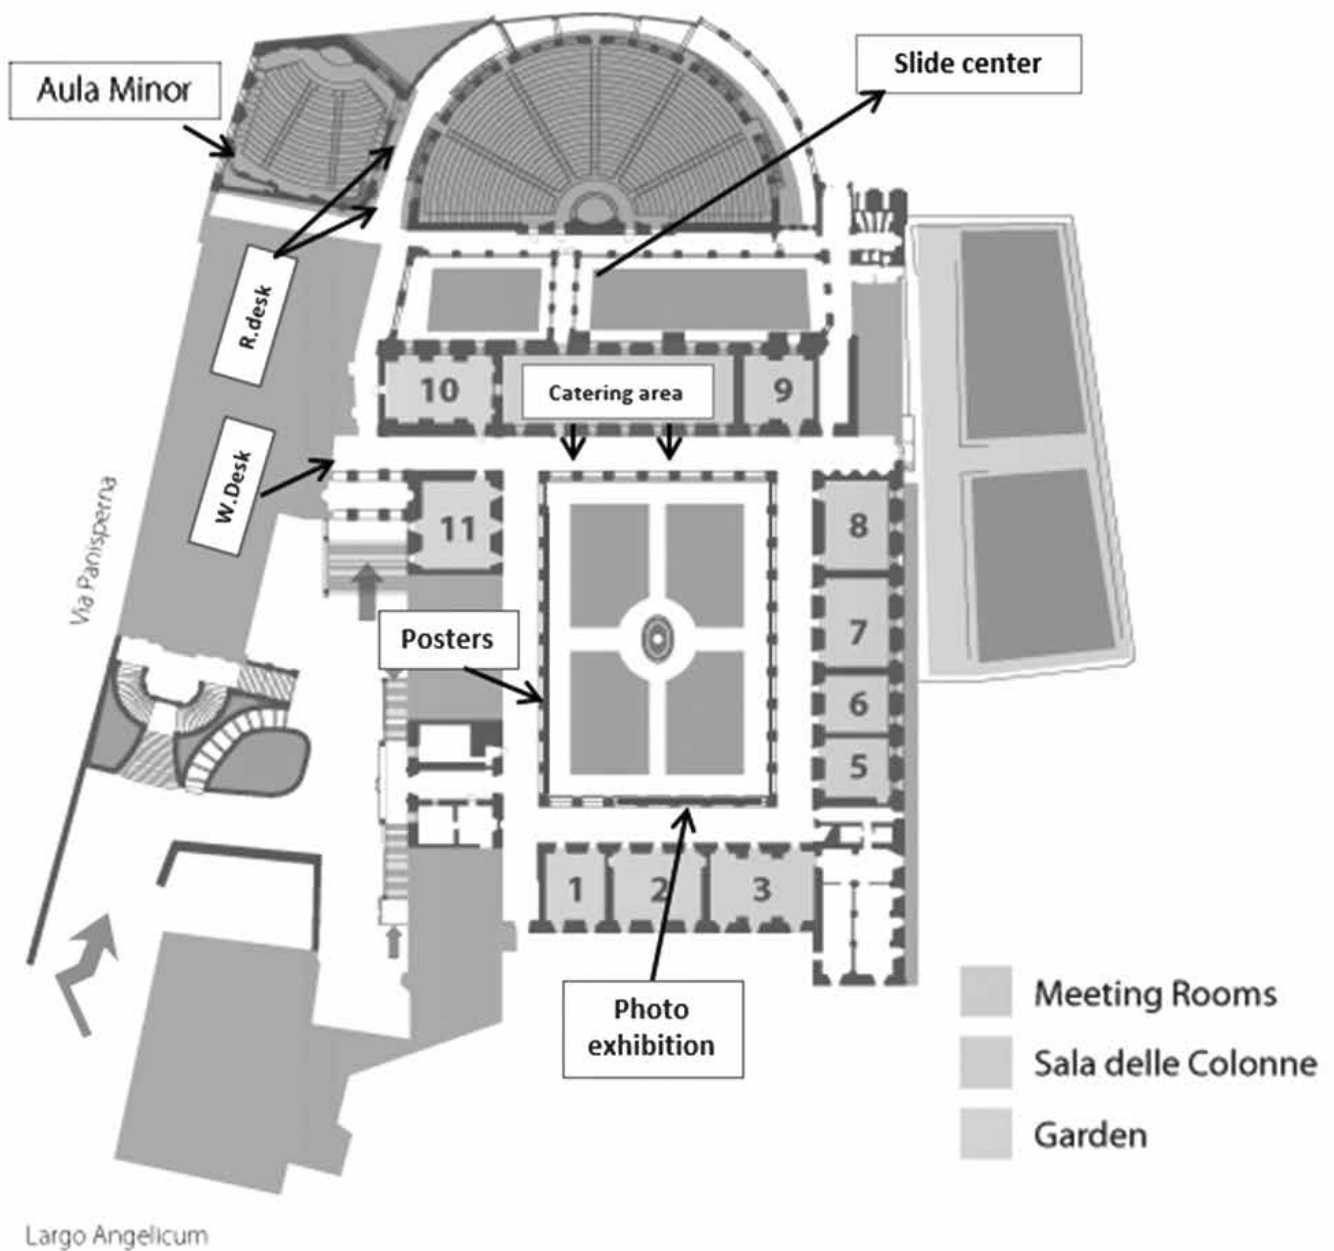 Slide center
Aula Minor
R.desk
10
Catering area
9
W.Desk
11
8
Via Panisperna
Posters
7
6
5
1
2
3
Photo
exhibition
Meeting Rooms
Sala delle Colonne
Garden
Largo Angelicum